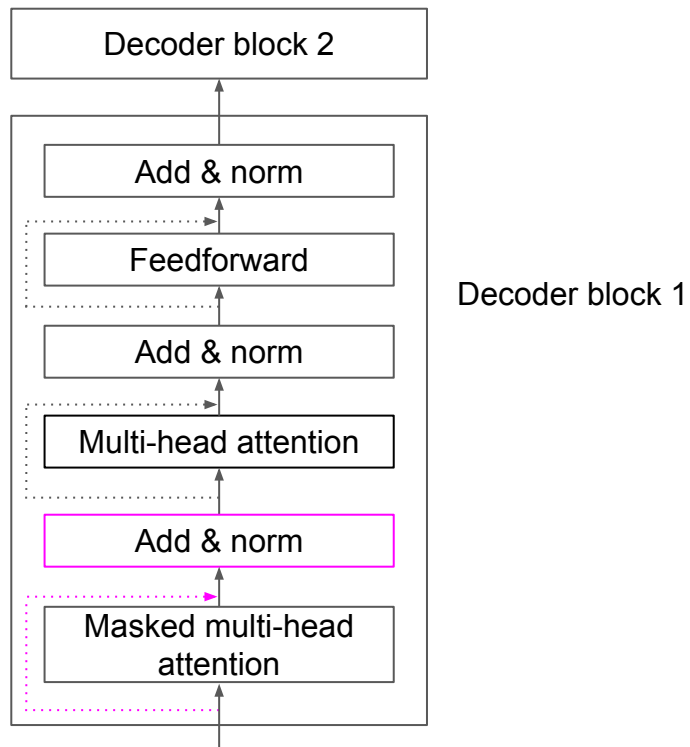 Decoder block 2
Add & norm
Feedforward
Decoder block 1
Add & norm
Multi-head attention
Add & norm
Masked multi-head
attention